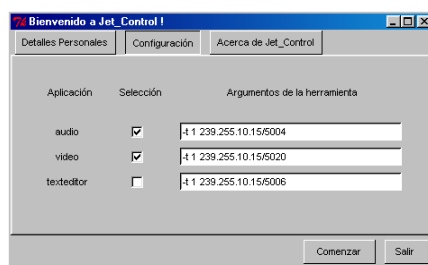 Bienvenido a Jet_Control !
Detalles Personales Configuración Acerca de Jet_Control
Aplicación Selección Argumentos de la herramienta
audio -t 1 239.255.10.15/5004
video -t 1 239.255.10.15/5020
texteditor -t 1 239.255.10.15/5006
Comenzar Salir